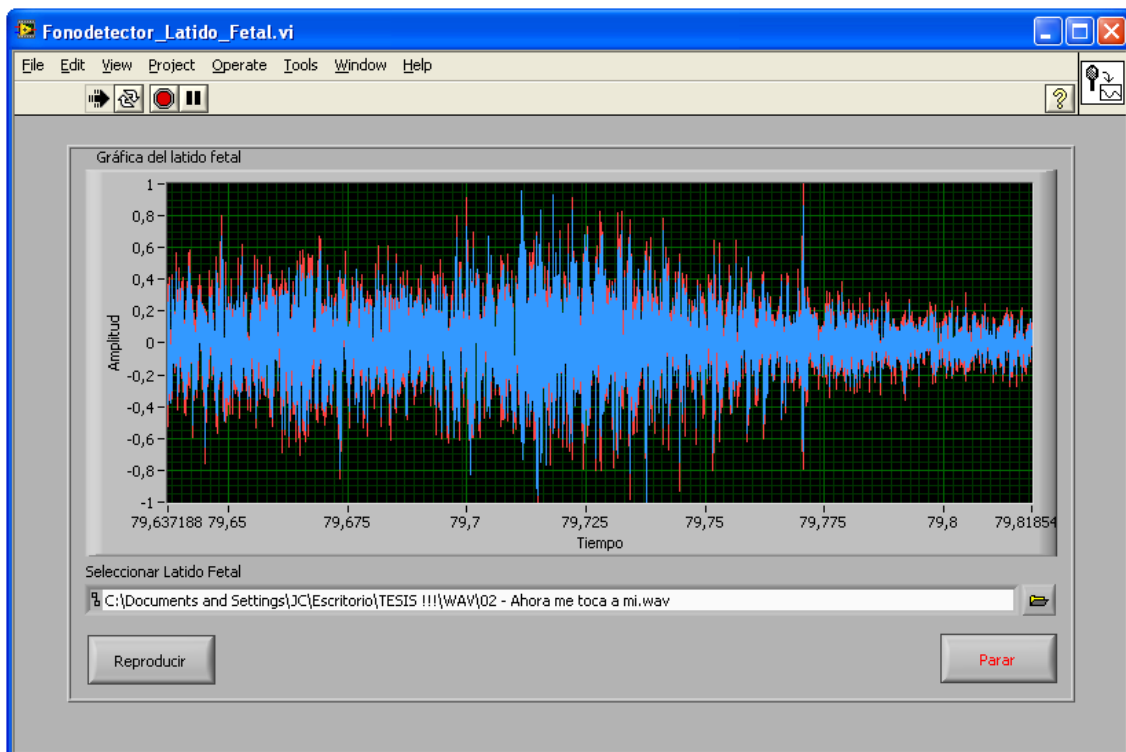 Fonodetector_Latido_Fetal.vi
File Edit View Project Operate Tools Window Help
?
Gráfica del latido fetal
1
0,8
0,6
0,4
0,2
0
-0,2
-0,4
-0,6
-0,8
-1
Amplitud
79,637188 79,65 79,675 79,7 79,725 79,75 79,775 79,8 79,81854
Tiempo
Seleccionar Latido Fetal
C:\Documents and Settings\JC\Escritorio\TESIS !!!\WAV\02 - Ahora me toca a mi.wav
Reproducir Parar